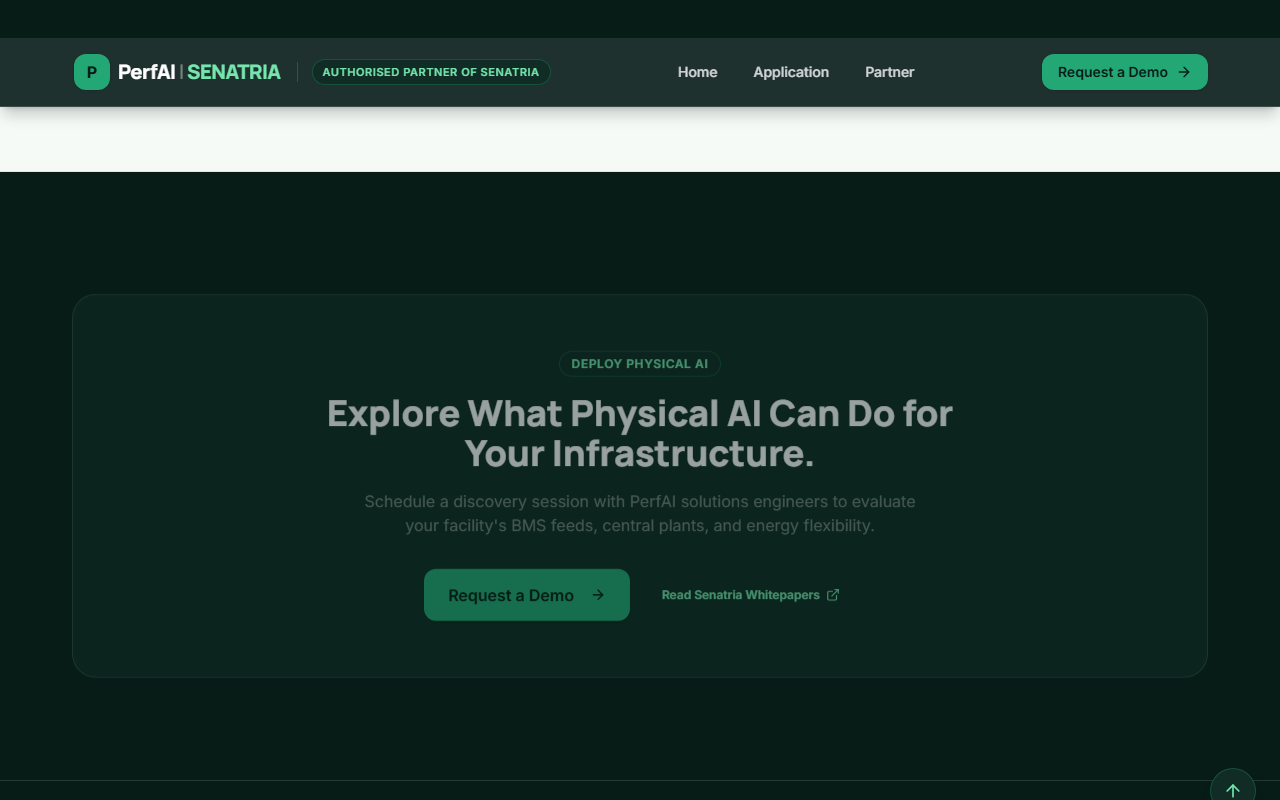 P PerfAI | SENATRIA
AUTHORISED PARTNER OF SENATRIA
Home Application Partner
Request a Demo
DEPLOY PHYSICAL AI
Explore What Physical AI Can Do for
Your Infrastructure.
Schedule a discovery session with PerfAI solutions engineers to evaluate
your facility's BMS feeds, central plants, and energy flexibility.
Request a Demo
Read Senatria Whitepapers